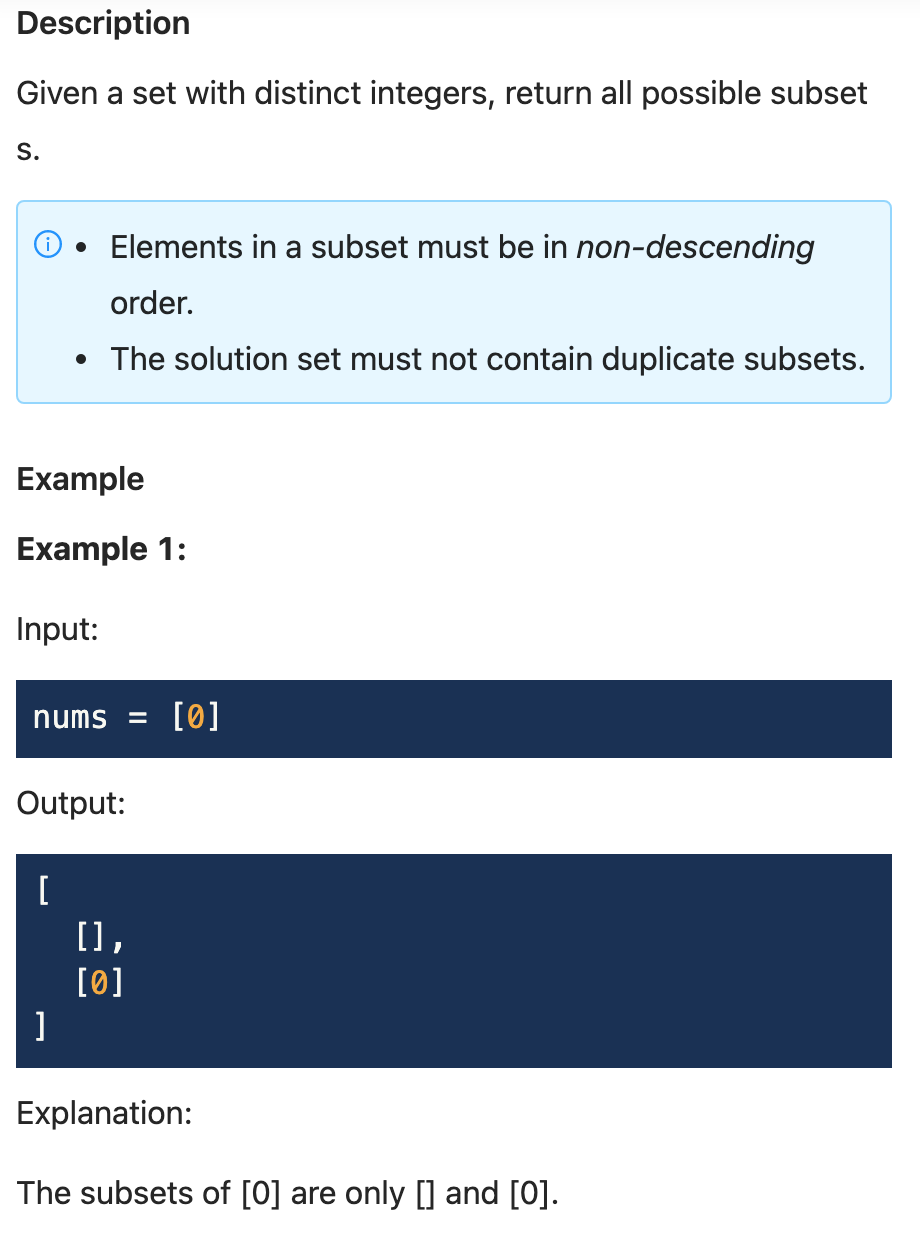 Description
Given a set with distinct integers, return all possible subset
s.
• Elements in a subset must be in non-descending
order.
• The solution set must not contain duplicate subsets.
Example
Example 1:
Input:
nums = [0]
Output:
[
  [],
  [0]
]
Explanation:
The subsets of [0] are only [] and [0].